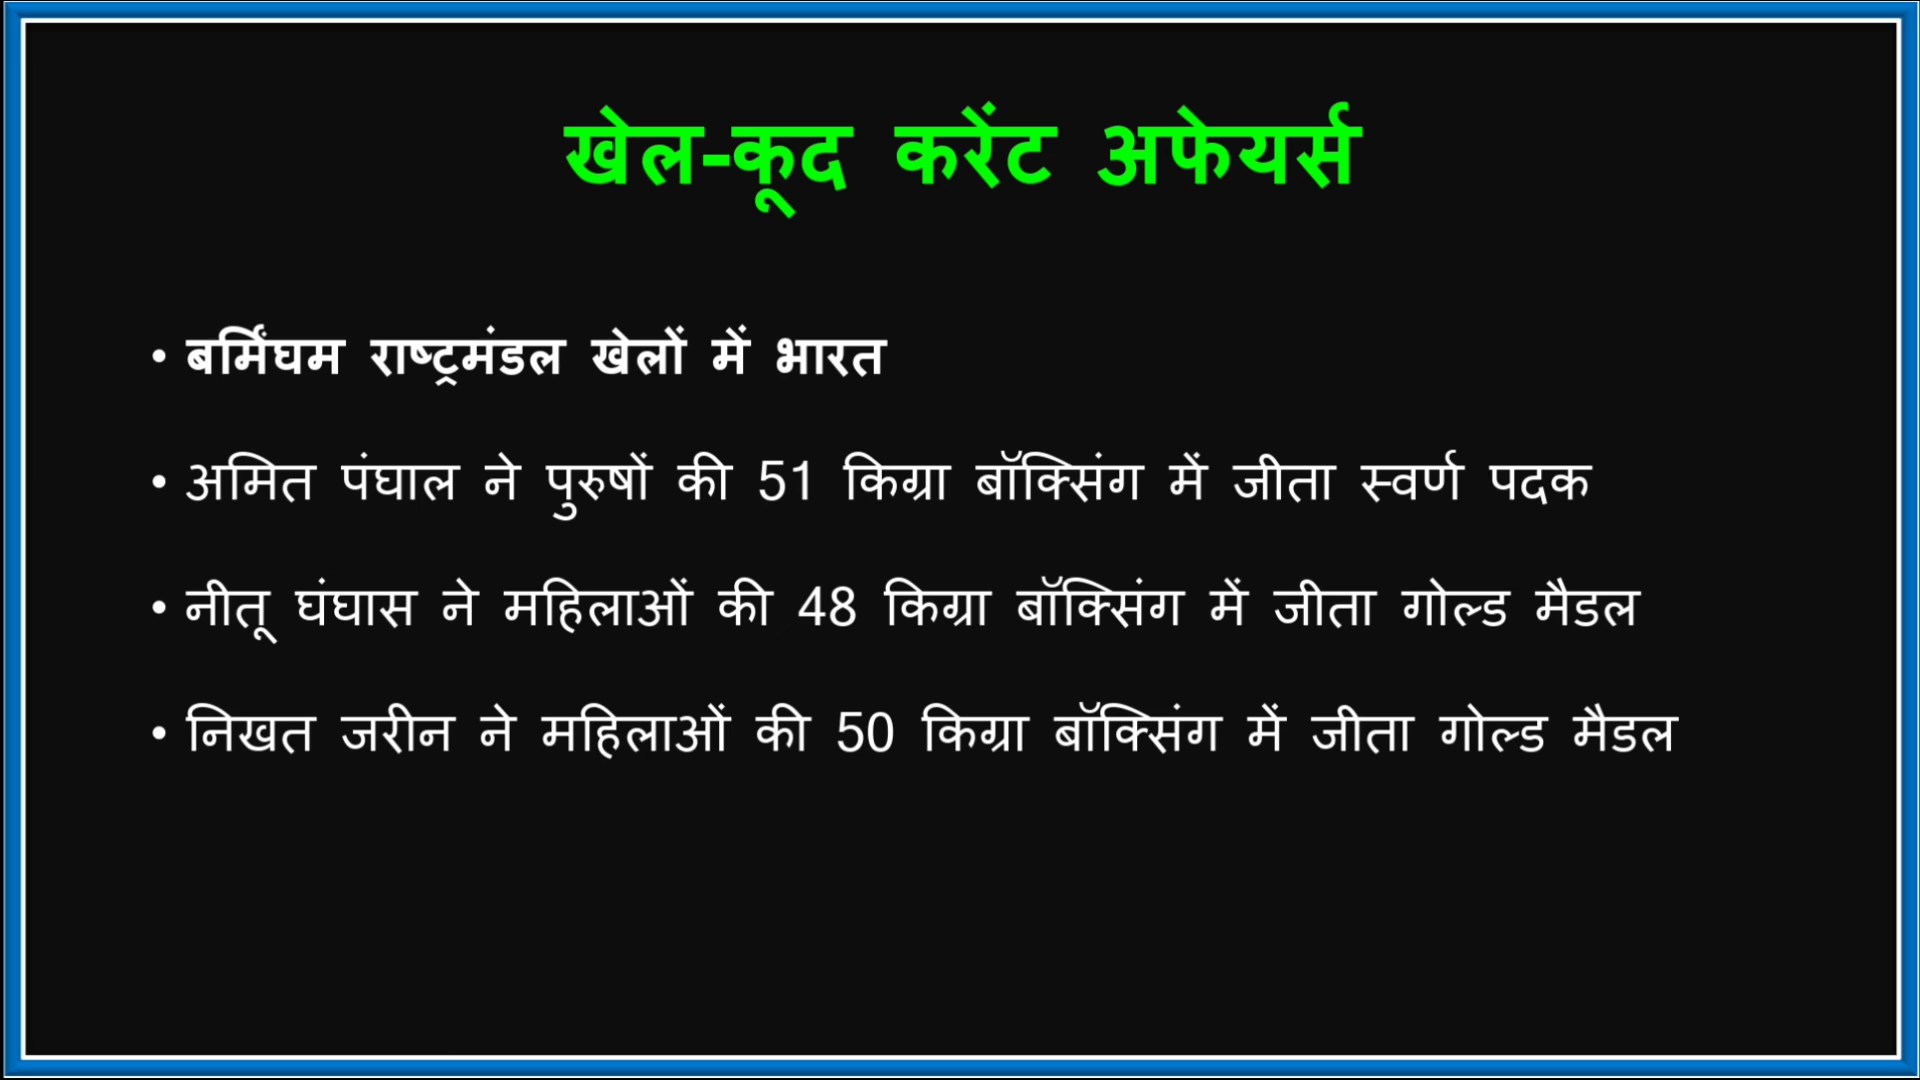 खेल-कूद करेंट अफेयर्स
• बर्मिंघम राष्ट्रमंडल खेलों में भारत
• अमित पंघाल ने पुरुषों की 51 किग्रा बॉक्सिंग में जीता स्वर्ण पदक
• नीतू घंघास ने महिलाओं की 48 किग्रा बॉक्सिंग में जीता गोल्ड मैडल
• निखत जरीन ने महिलाओं की 50 किग्रा बॉक्सिंग में जीता गोल्ड मैडल